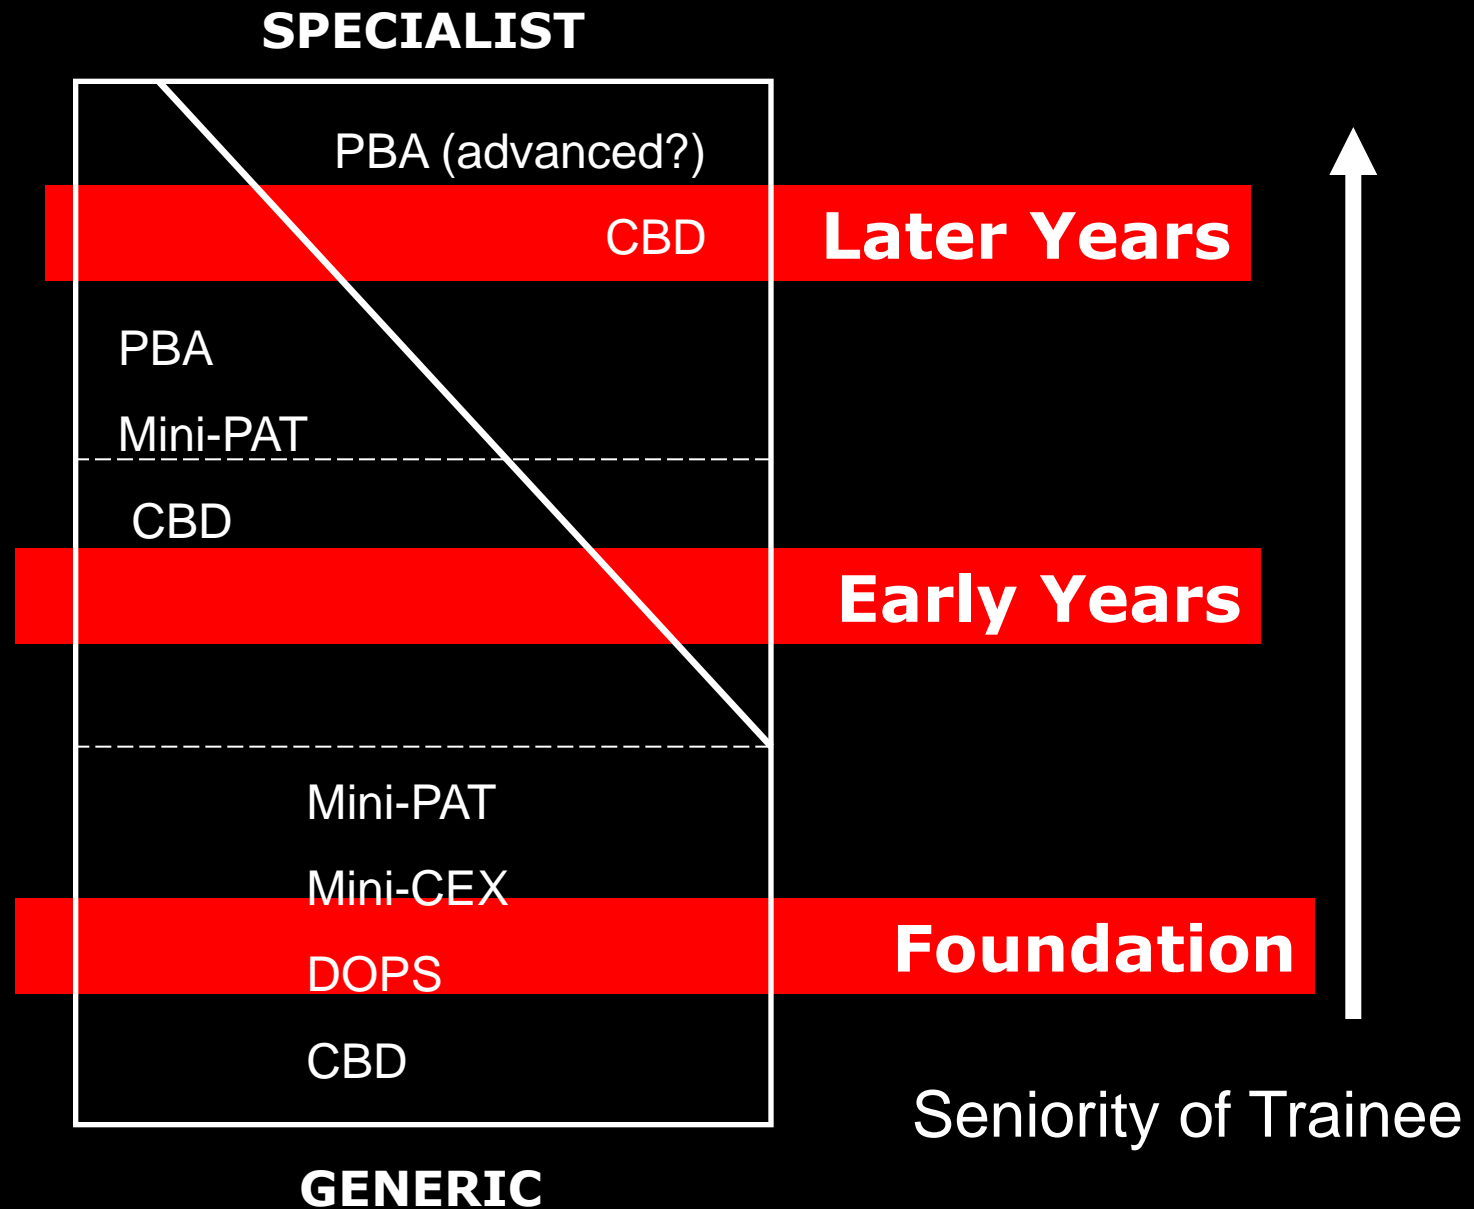 SPECIALIST
PBA (advanced?)
CBD
Later Years
PBA
Mini-PAT
CBD
Early Years
Mini-PAT
Mini-CEX
DOPS
Foundation
CBD
Seniority of Trainee
GENERIC